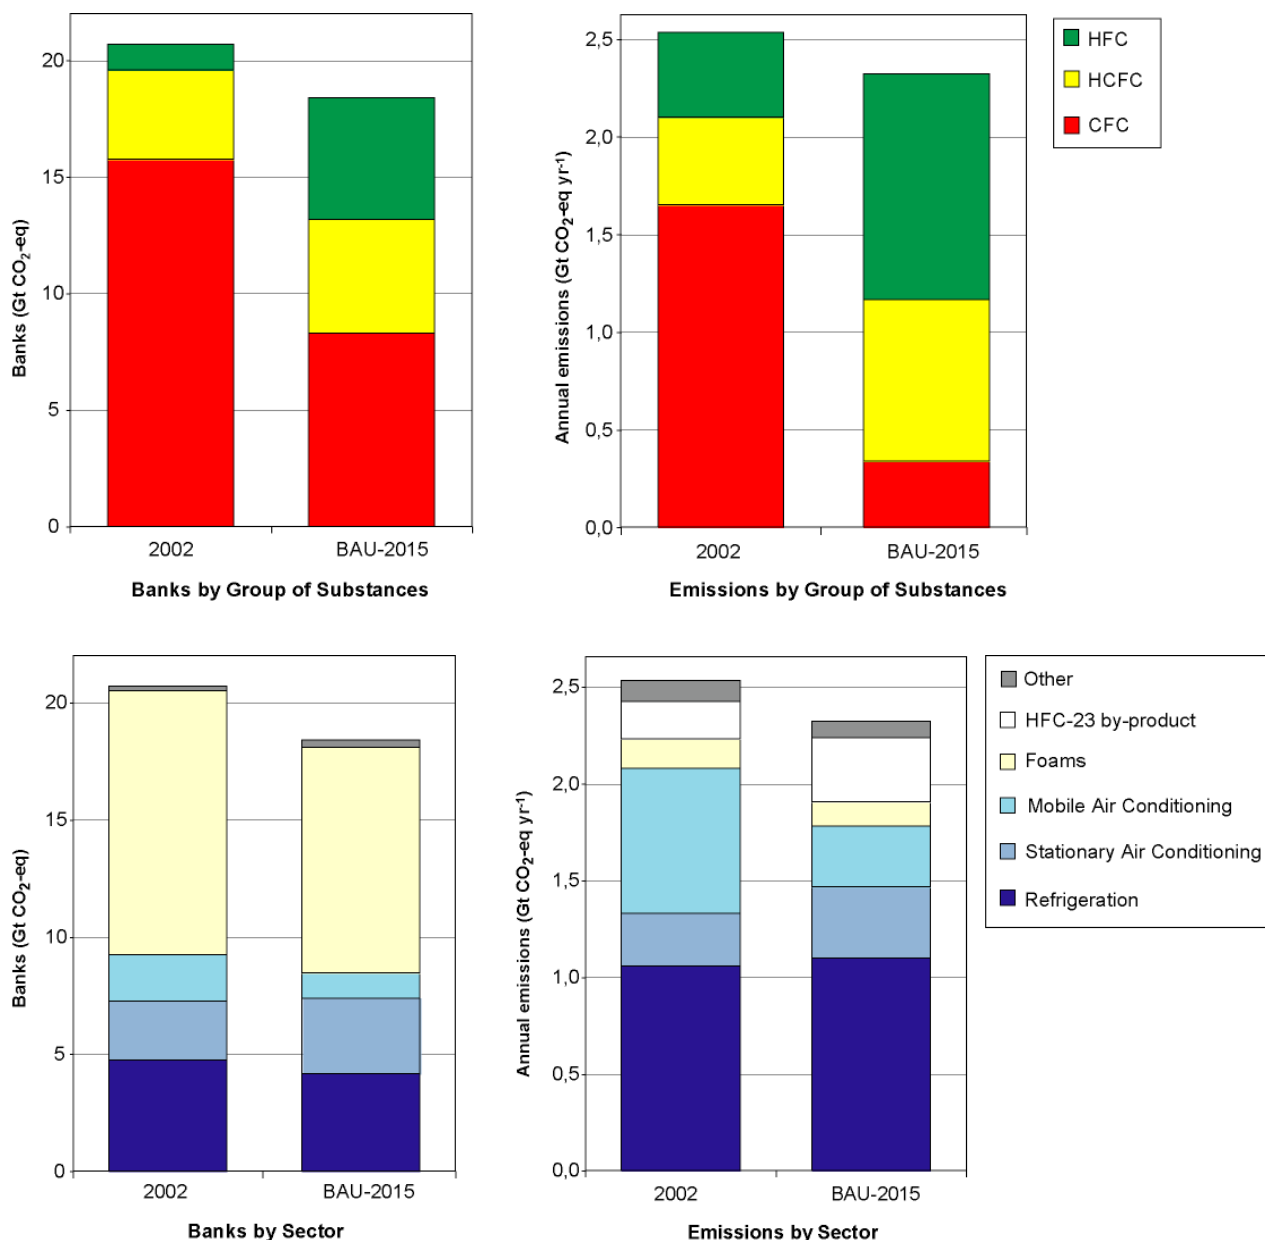 Banks (Gt CO₂-eq)
20
15
10
5
0
2002
BAU-2015
Banks by Group of Substances
Annual emissions (Gt CO₂-eq yr⁻¹)
2,5
2,0
1,5
1,0
0,5
0,0
2002
BAU-2015
Emissions by Group of Substances
HFC
HCFC
CFC
Banks (Gt CO₂-eq)
20
15
10
5
0
2002
BAU-2015
Banks by Sector
Annual emissions (Gt CO₂-eq yr⁻¹)
2,5
2,0
1,5
1,0
0,5
0,0
2002
BAU-2015
Emissions by Sector
Other
HFC-23 by-product
Foams
Mobile Air Conditioning
Stationary Air Conditioning
Refrigeration